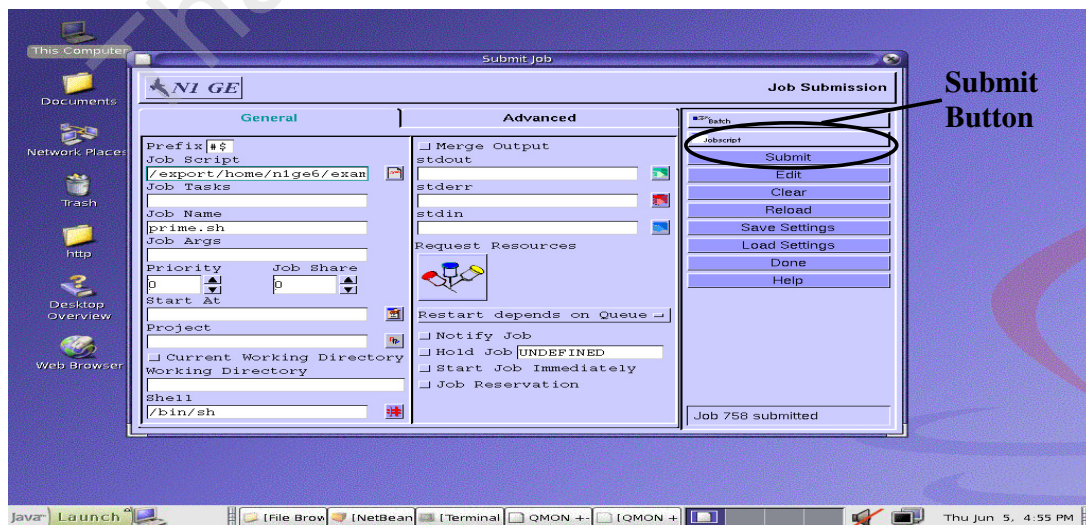 Tha
This Computer
Documents
Network Places
Trash
http
Desktop
Overview
Web Browser
Submit Job
N1 GE
Job Submission
General
Advanced
Prefix #$
Job Script
/export/home/n1ge6/exam
Job Tasks
Job Name
prime.sh
Job Args
Priority Job Share
0 0
Start At
Project
Current Working Directory
Working Directory
Shell
/bin/sh
Merge Output
stdout
stderr
stdin
Request Resources
Restart depends on Queue
Notify Job
Hold Job UNDEFINED
Start Job Immediately
Job Reservation
Batch
Jobscript
Submit
Edit
Clear
Reload
Save Settings
Load Settings
Done
Help
Job 758 submitted
Submit
Button
Java Launch
[File Brow
[NetBean
[Terminal
QMON +-
[QMON +
Thu Jun 5, 4:55 PM